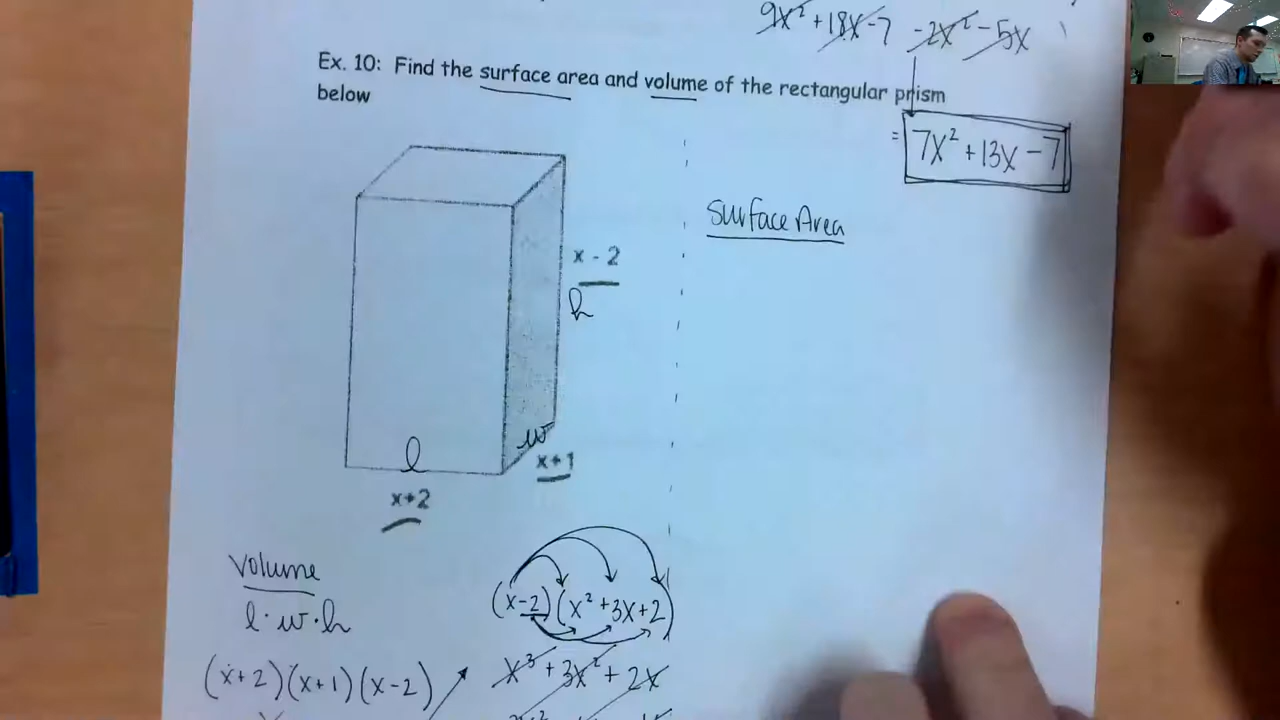 9x² + 18x - 7 - 2x² - 5x
Ex. 10: Find the surface area and volume of the rectangular prism
below
= 7x² + 13x - 7
Surface Area
x - 2
h
w
x + 1
l
x+2
Volume
l · w · h
(x-2)(x² + 3x + 2)
(x+2)(x+1)(x-2)
x³ + 3x² + 2x